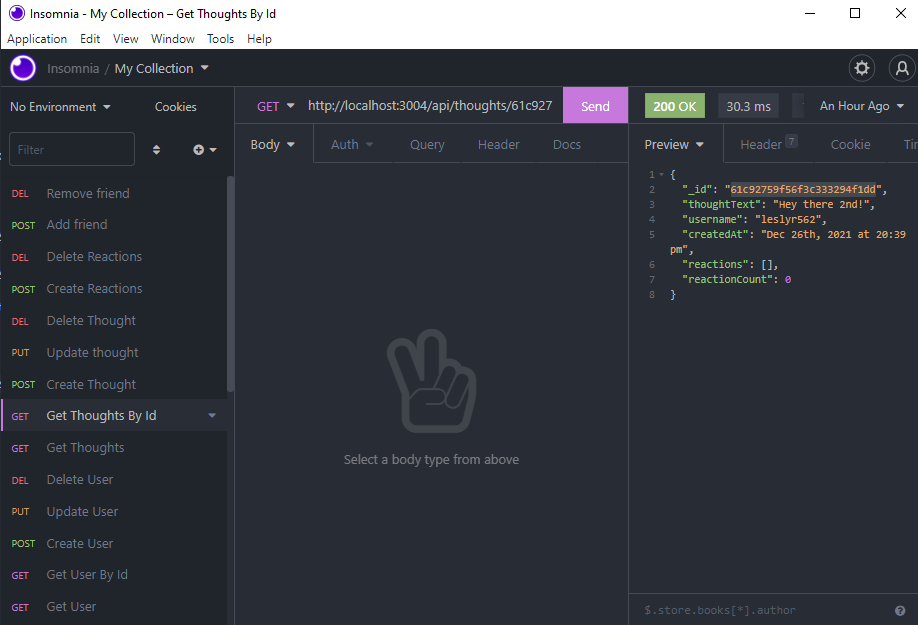 Insomnia - My Collection – Get Thoughts By Id
Application Edit View Window Tools Help
Insomnia / My Collection
No Environment Cookies
Filter
DEL Remove friend
POST Add friend
DEL Delete Reactions
POST Create Reactions
DEL Delete Thought
PUT Update thought
POST Create Thought
GET Get Thoughts By Id
GET Get Thoughts
DEL Delete User
PUT Update User
POST Create User
GET Get User By Id
GET Get User
GET http://localhost:3004/api/thoughts/61c927 Send
Body Auth Query Header Docs
Select a body type from above
200 OK 30.3 ms An Hour Ago
Preview Header 7 Cookie Tir
1 {
2 "_id": "61c92759f56f3c333294f1dd",
3 "thoughtText": "Hey there 2nd!",
4 "username": "leslyr562",
5 "createdAt": "Dec 26th, 2021 at 20:39
pm",
6 "reactions": [],
7 "reactionCount": 0
8 }
$.store.books[*].author